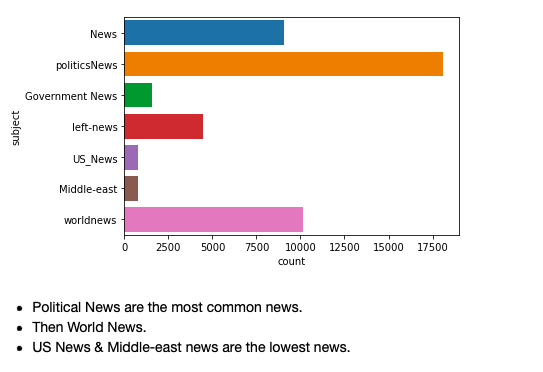 News
politicsNews
Government News
left-news
US_News
Middle-east
worldnews
subject
0 2500 5000 7500 10000 12500 15000 17500
count
• Political News are the most common news.
• Then World News.
• US News & Middle-east news are the lowest news.